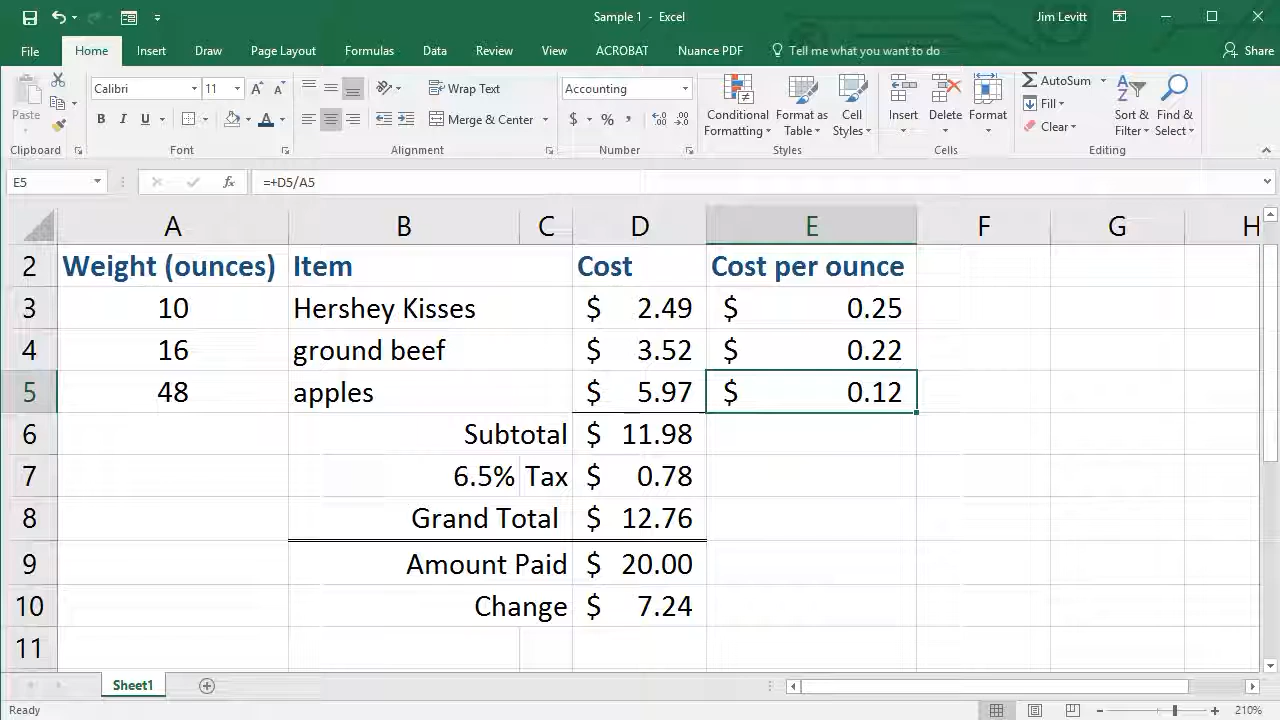 Sample 1 - Excel
Jim Levitt
File Home Insert Draw Page Layout Formulas Data Review View ACROBAT Nuance PDF Tell me what you want to do Share
Paste
Clipboard
Calibri 11
B I U A
Font
Wrap Text
Merge & Center
Alignment
Accounting
$ % ,
Number
Conditional Formatting
Format as Table
Cell Styles
Styles
Insert Delete Format
Cells
AutoSum
Fill
Clear
Sort & Filter
Find & Select
Editing
E5 fx =+D5/A5
A B C D E F G H
2 Weight (ounces) Item Cost Cost per ounce
3 10 Hershey Kisses $ 2.49 $ 0.25
4 16 ground beef $ 3.52 $ 0.22
5 48 apples $ 5.97 $ 0.12
6 Subtotal $ 11.98
7 6.5% Tax $ 0.78
8 Grand Total $ 12.76
9 Amount Paid $ 20.00
10 Change $ 7.24
11
Sheet1
Ready 210%